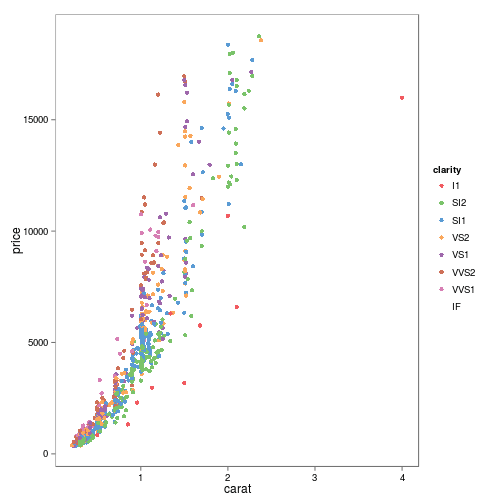 15000
10000
5000
0
price
1
2
3
4
carat
clarity
I1
SI2
SI1
VS2
VS1
VVS2
VVS1
IF